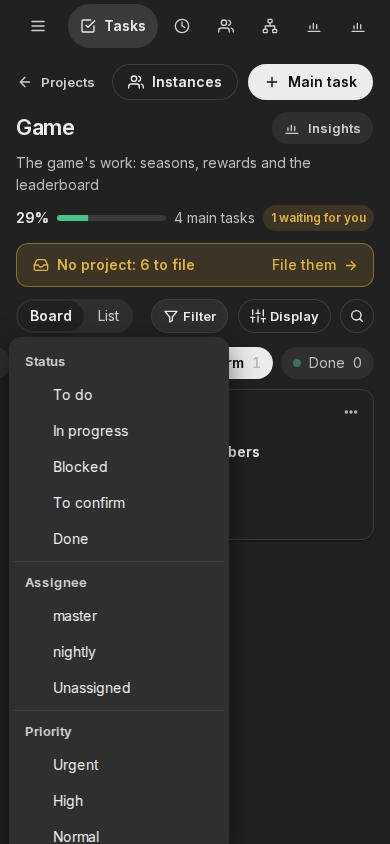 Tasks
Projects
Instances
Main task
Game
Insights
The game's work: seasons, rewards and the
leaderboard
29%
4 main tasks
1 waiting for you
No project: 6 to file
File them
Board
List
Filter
Display
Status
rm 1
Done 0
To do
In progress
bers
Blocked
To confirm
Done
Assignee
master
nightly
Unassigned
Priority
Urgent
High
Normal